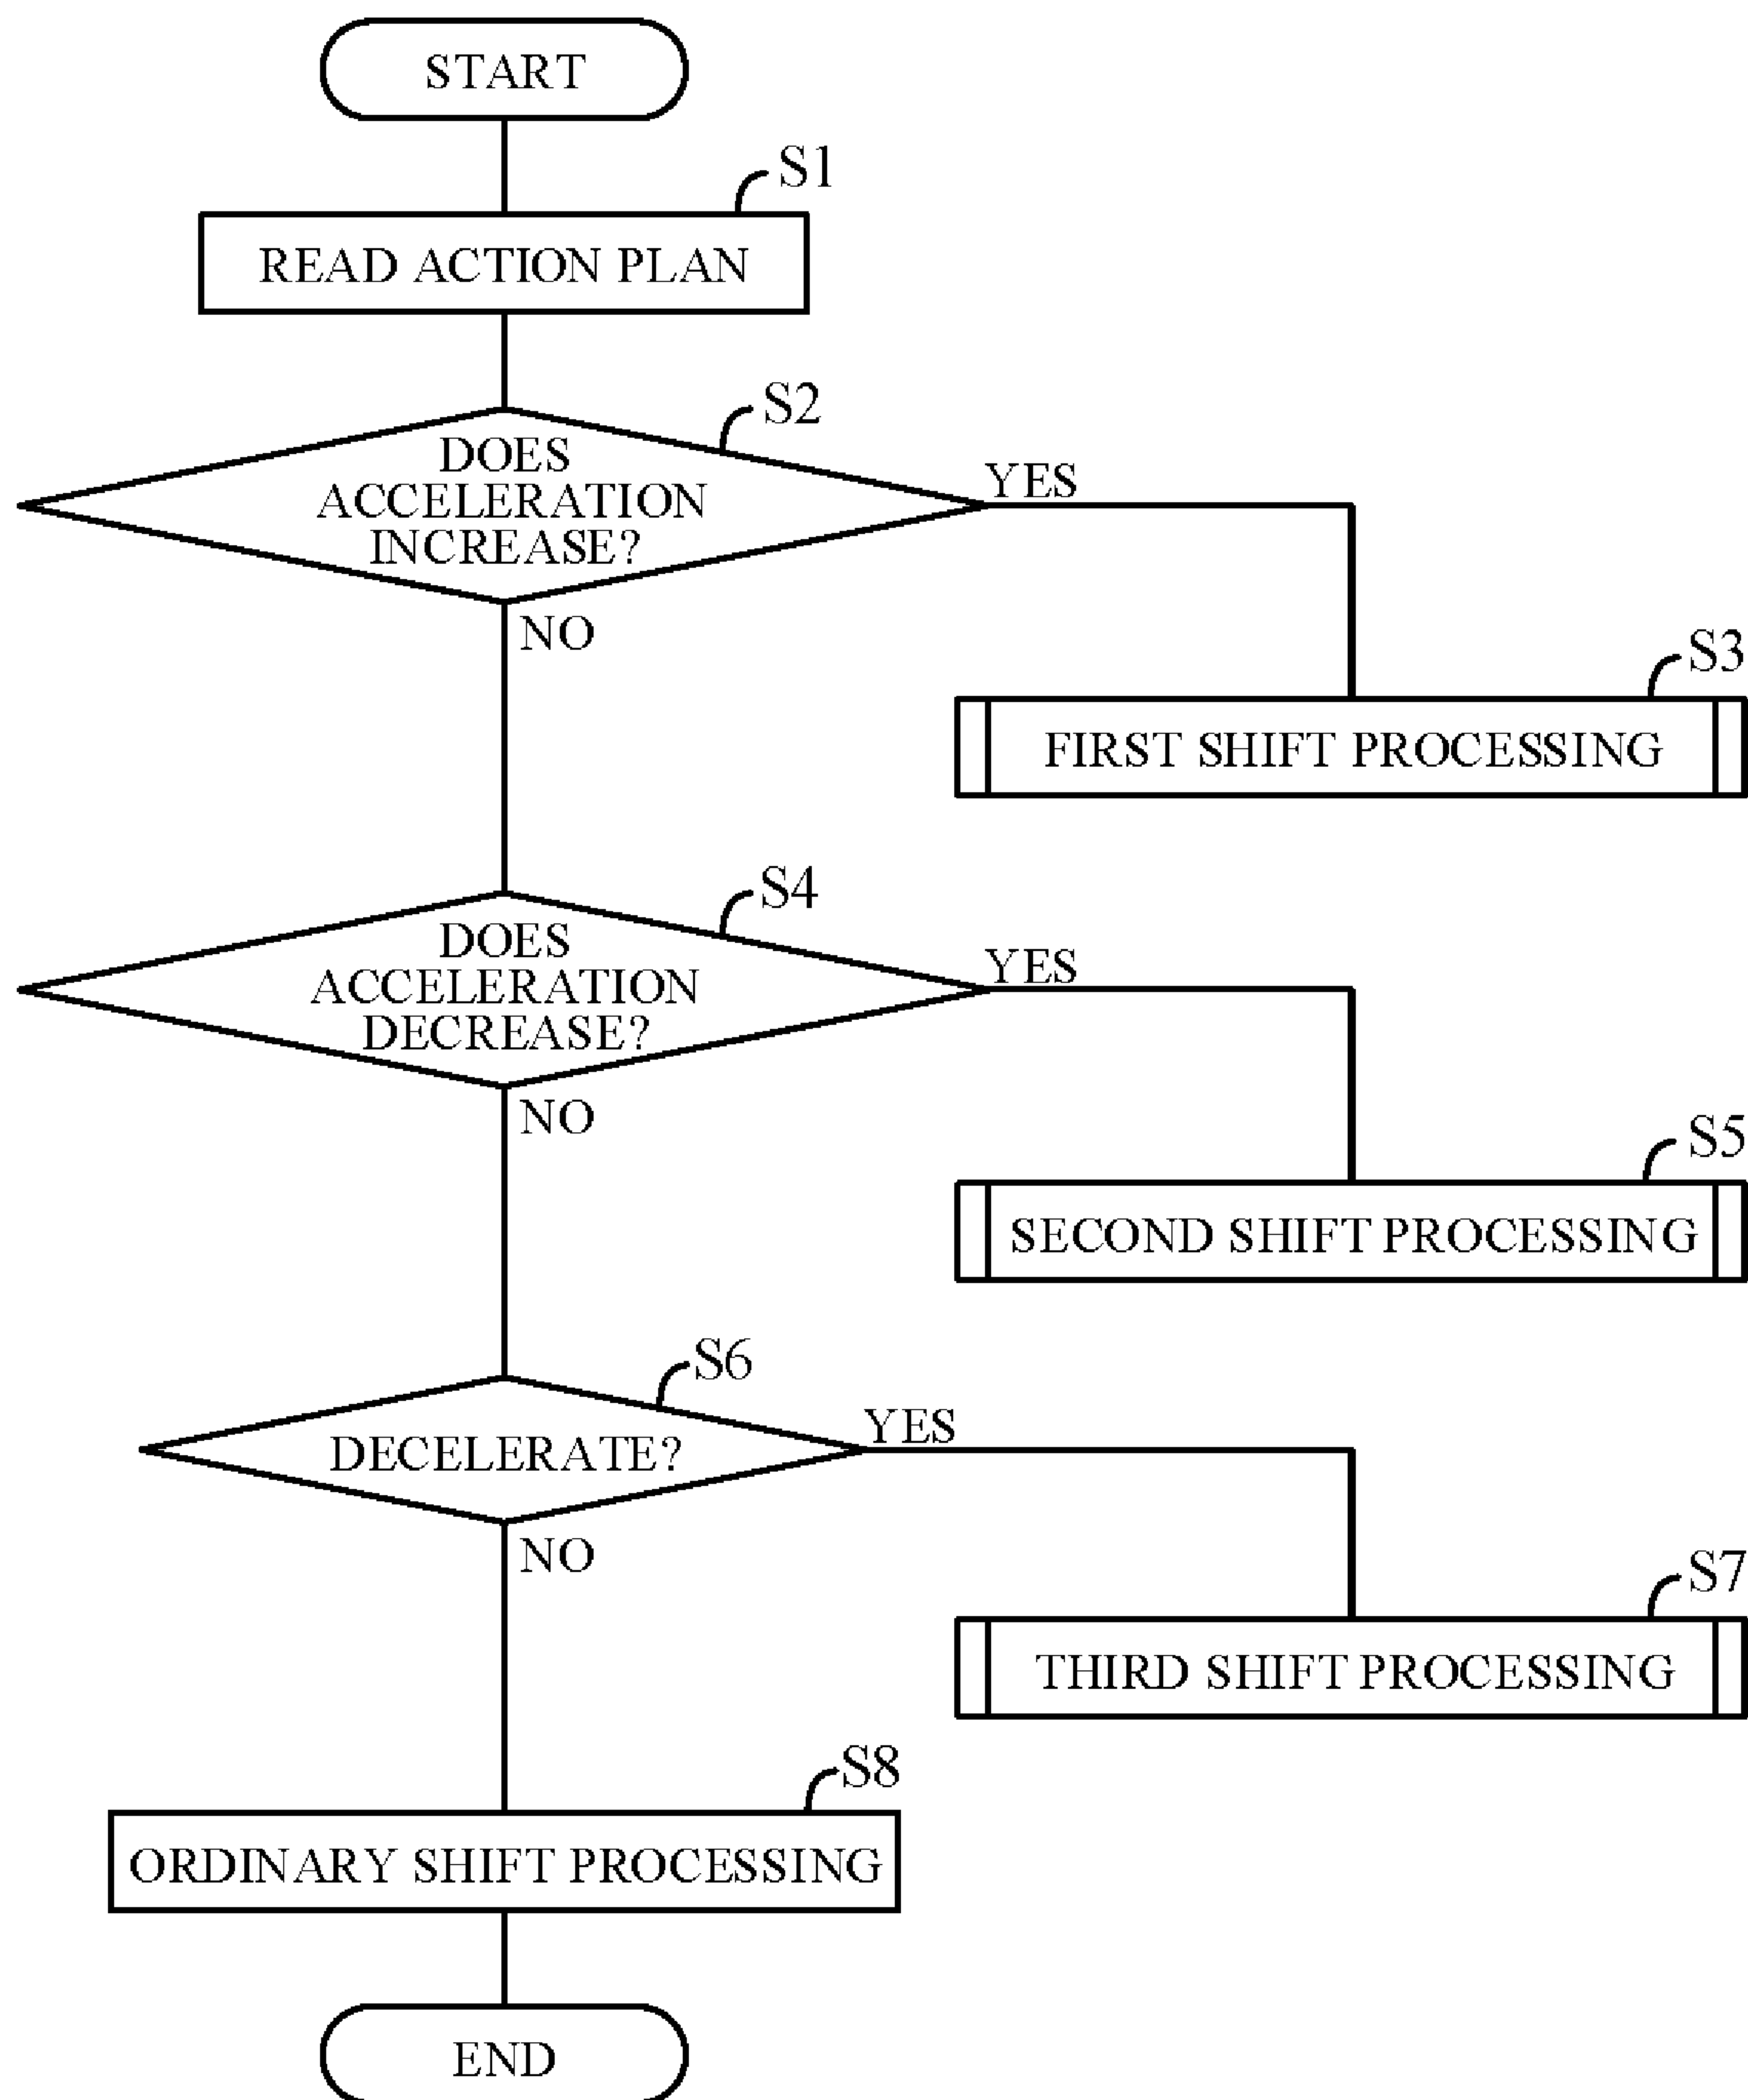 START
S1
READ ACTION PLAN
S2
DOES
ACCELERATION
INCREASE?
YES
NO
S3
FIRST SHIFT PROCESSING
S4
DOES
ACCELERATION
DECREASE?
YES
NO
S5
SECOND SHIFT PROCESSING
S6
DECELERATE?
YES
NO
S7
THIRD SHIFT PROCESSING
S8
ORDINARY SHIFT PROCESSING
END